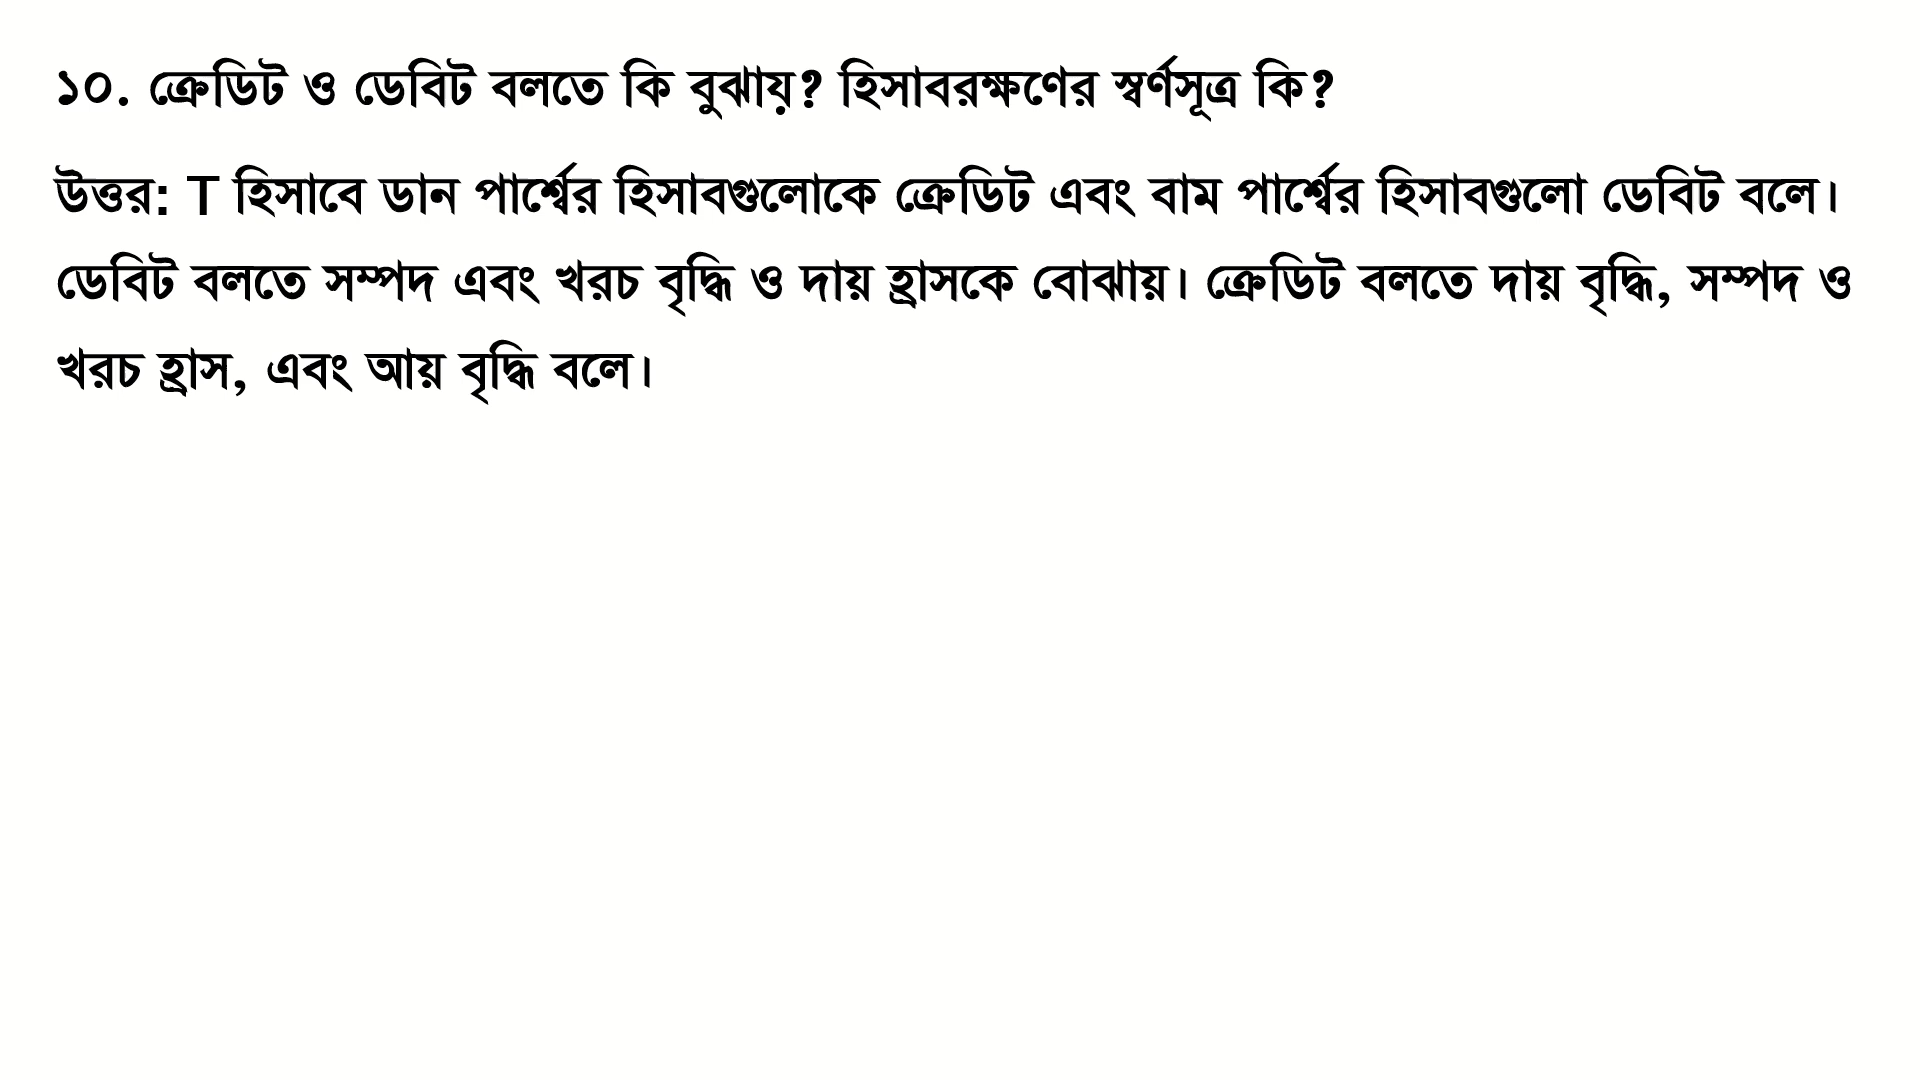 ১০. ক্রেডিট ও ডেবিট বলতে কি বুঝায়? হিসাবরক্ষণের স্বর্ণসূত্র কি?
উত্তর: T হিসাবে ডান পার্শ্বের হিসাবগুলোকে ক্রেডিট এবং বাম পার্শ্বের হিসাবগুলো ডেবিট বলে।
ডেবিট বলতে সম্পদ এবং খরচ বৃদ্ধি ও দায় হ্রাসকে বোঝায়। ক্রেডিট বলতে দায় বৃদ্ধি, সম্পদ ও
খরচ হ্রাস, এবং আয় বৃদ্ধি বলে।